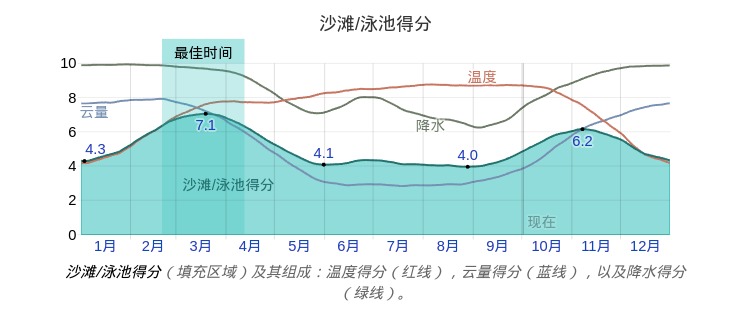 沙滩/泳池得分
最佳时间
10
温度
8
云量
降水
7.1
6
6.2
4.3
4.1
4.0
4
沙滩/泳池得分
2
现在
0
1月 2月 3月 4月 5月 6月 7月 8月 9月 10月 11月 12月
沙滩/泳池得分（填充区域）及其组成：温度得分（红线），云量得分（蓝线），以及降水得分
（绿线）。